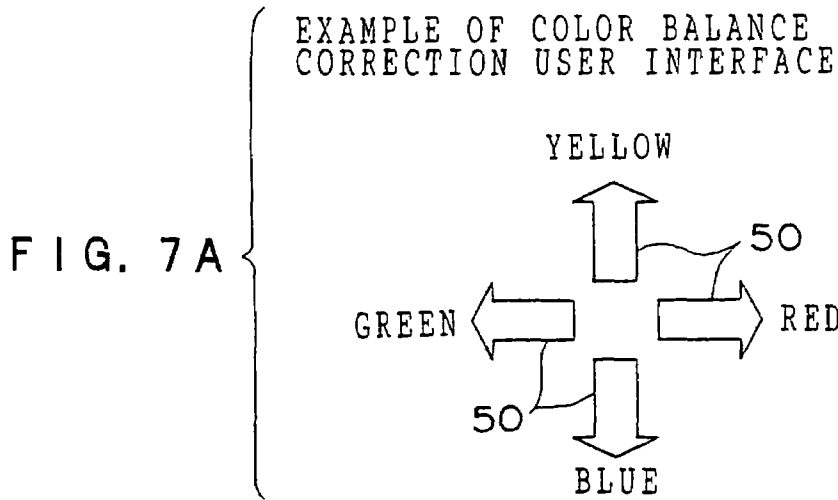 EXAMPLE OF COLOR BALANCE
CORRECTION USER INTERFACE
YELLOW
FIG. 7A
50
GREEN
RED
50
BLUE